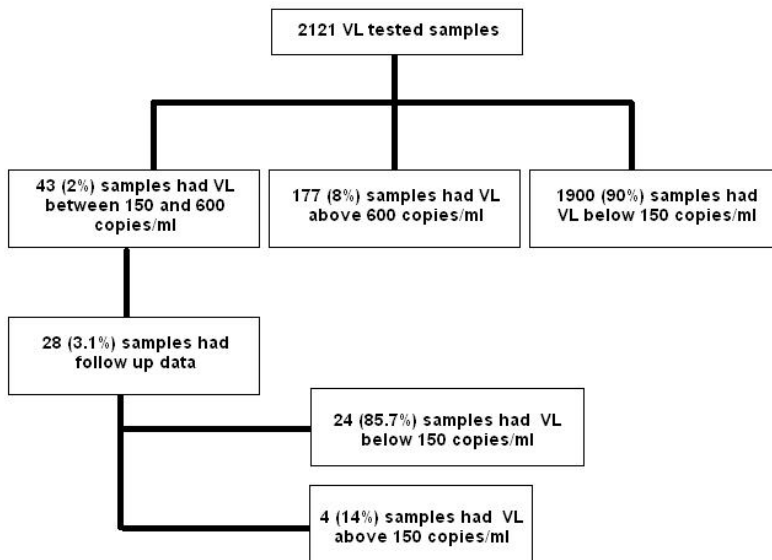 2121 VL tested samples
43 (2%) samples had VL
between 150 and 600
copies/ml
177 (8%) samples had VL
above 600 copies/ml
1900 (90%) samples had
VL below 150 copies/ml
28 (3.1%) samples had
follow up data
24 (85.7%) samples had VL
below 150 copies/ml
4 (14%) samples had VL
above 150 copies/ml